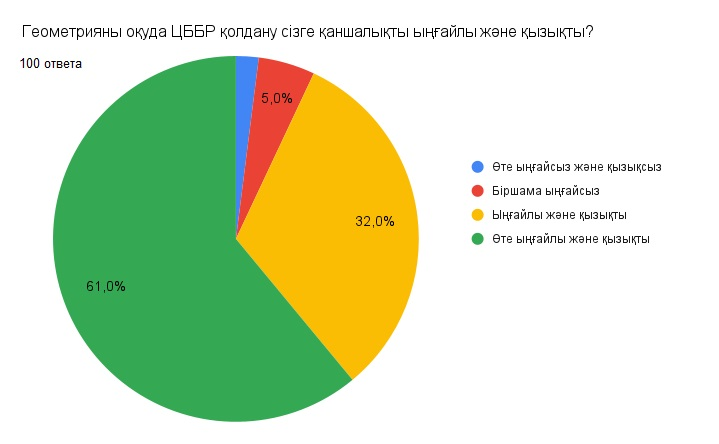 Геометрияны оқуда ЦББР қолдану сізге қаншалықты ыңғайлы және қызықты?
100 ответа
5,0%
32,0%
61,0%
Өте ыңғайсыз және қызықсыз
Біршама ыңғайсыз
Ыңғайлы және қызықты
Өте ыңғайлы және қызықты